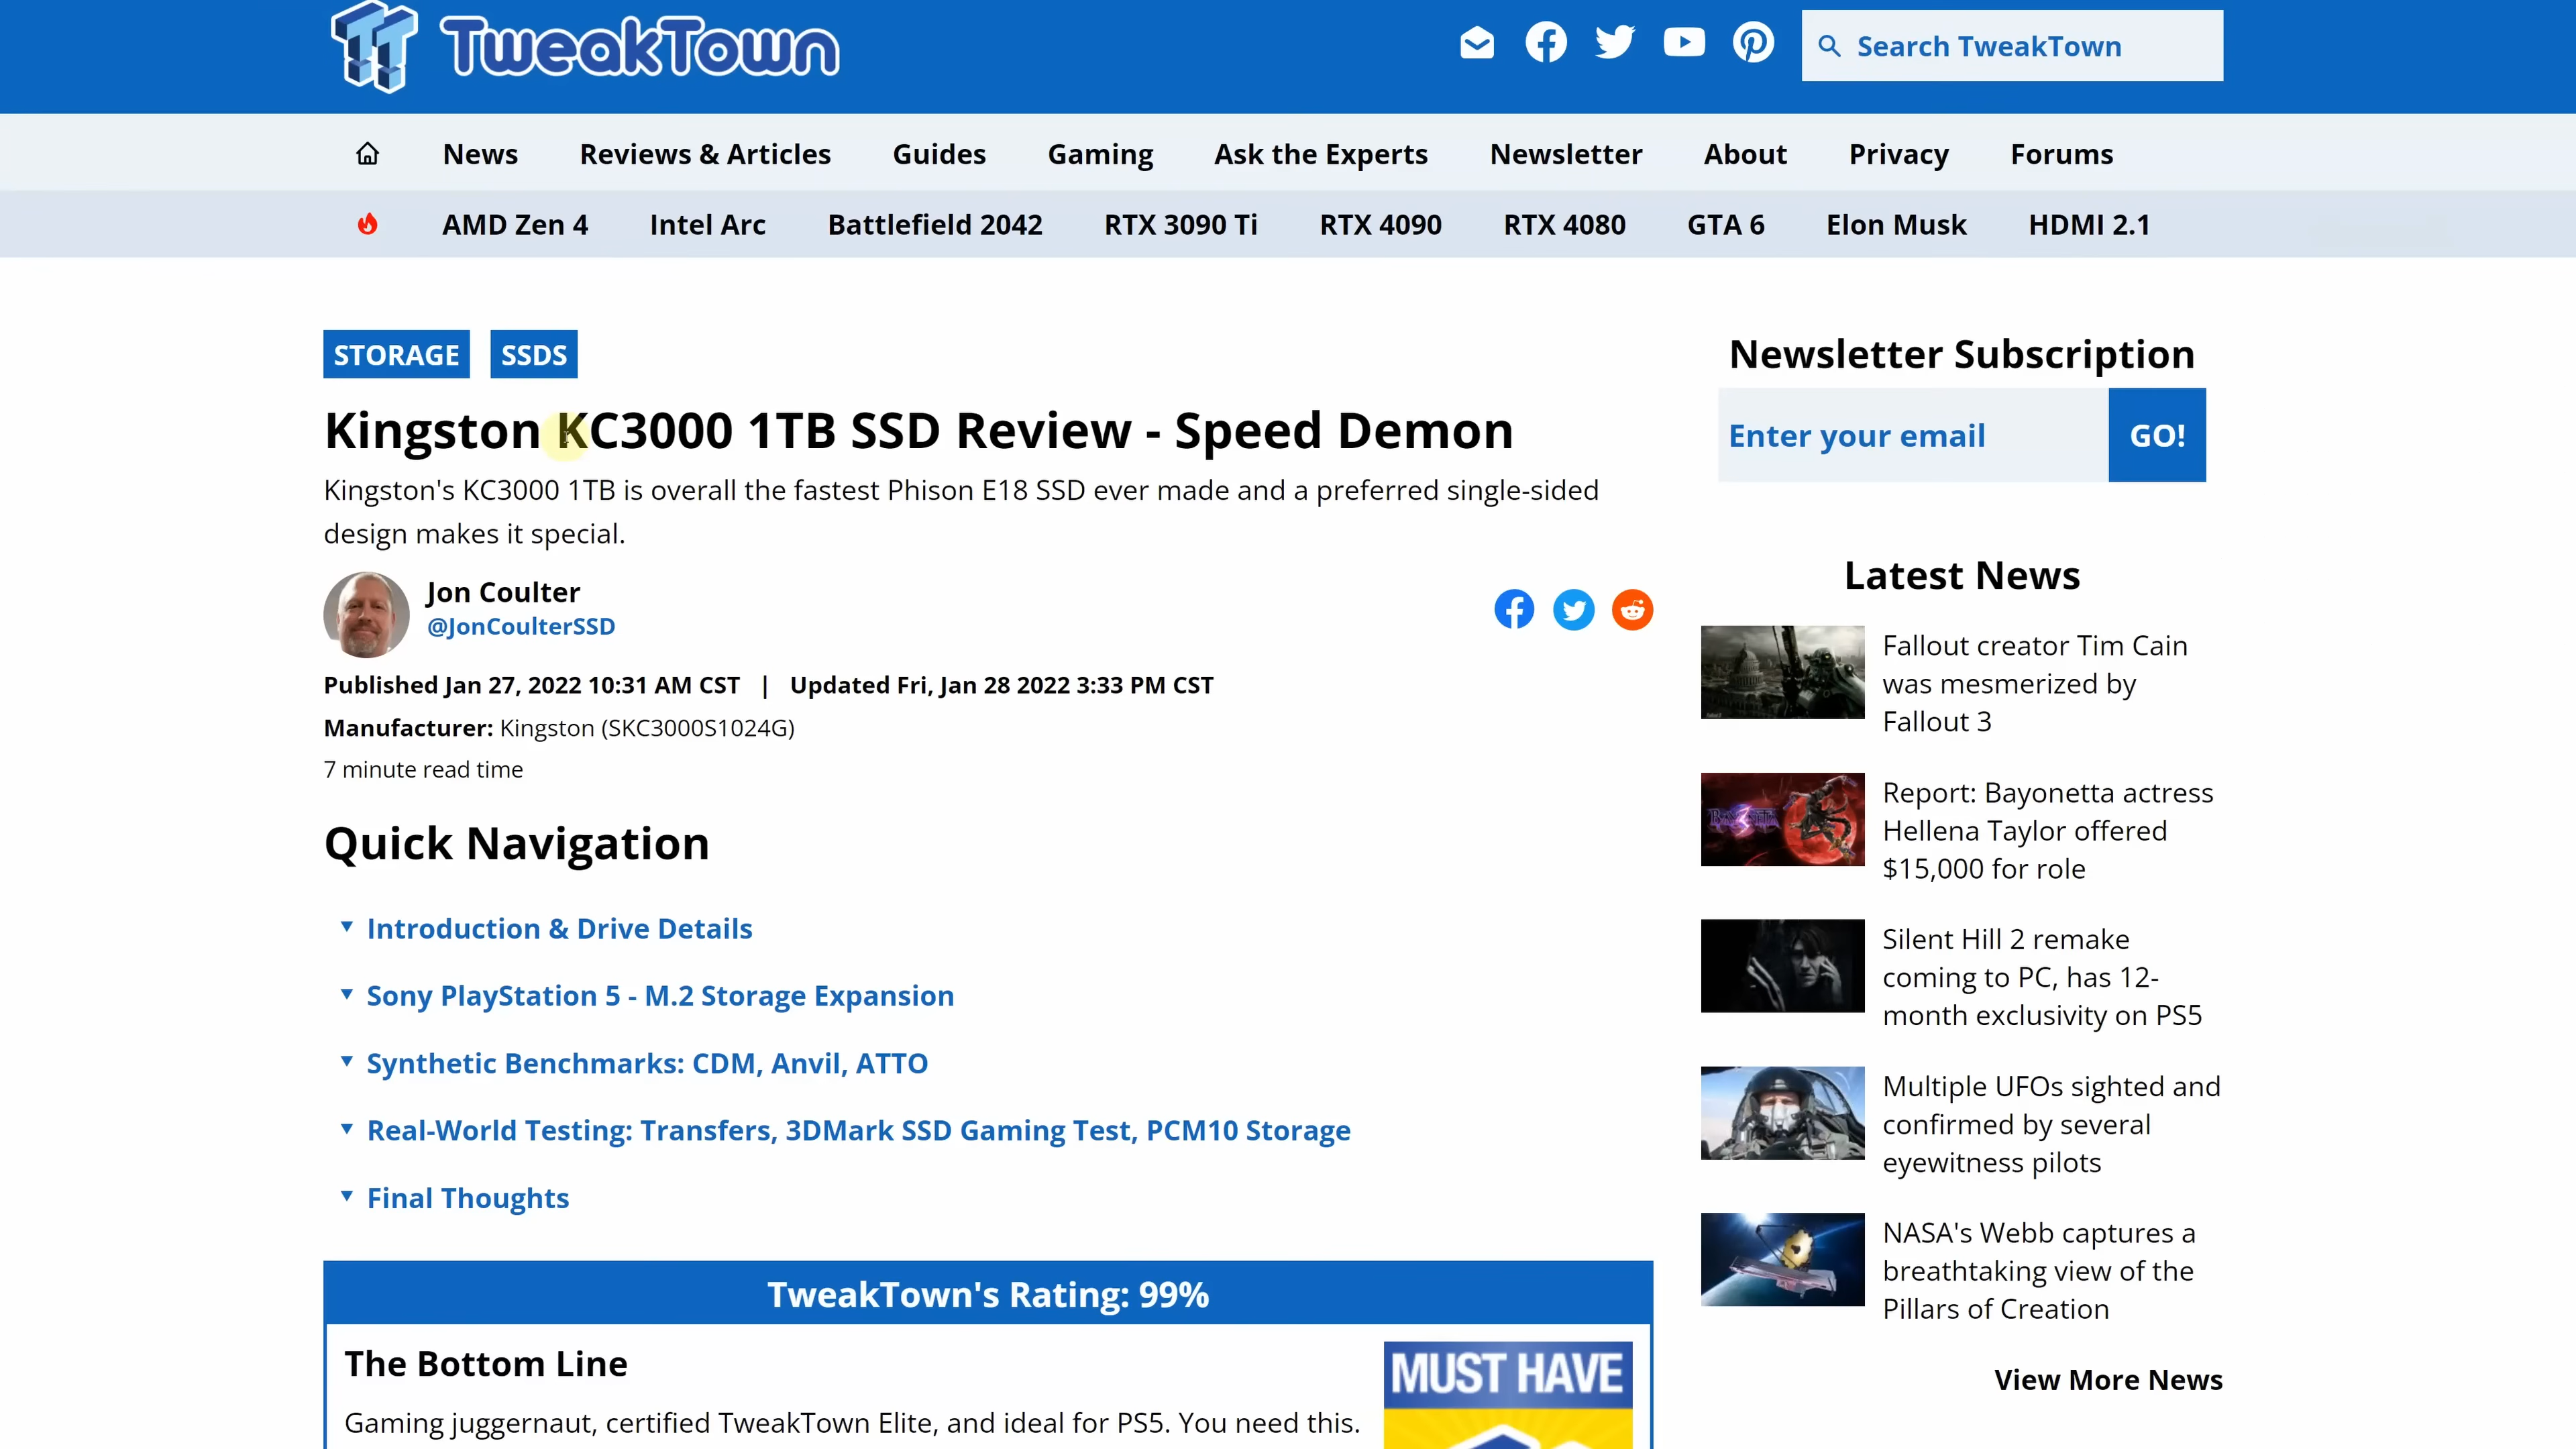 TweakTown
Search TweakTown
News Reviews & Articles Guides Gaming Ask the Experts Newsletter About Privacy Forums
AMD Zen 4 Intel Arc Battlefield 2042 RTX 3090 Ti RTX 4090 RTX 4080 GTA 6 Elon Musk HDMI 2.1
STORAGE SSDS
Kingston KC3000 1TB SSD Review - Speed Demon
Kingston's KC3000 1TB is overall the fastest Phison E18 SSD ever made and a preferred single-sided
design makes it special.
Jon Coulter
@JonCoulterSSD
Published Jan 27, 2022 10:31 AM CST | Updated Fri, Jan 28 2022 3:33 PM CST
Manufacturer: Kingston (SKC3000S1024G)
7 minute read time
Quick Navigation
Introduction & Drive Details
Sony PlayStation 5 - M.2 Storage Expansion
Synthetic Benchmarks: CDM, Anvil, ATTO
Real-World Testing: Transfers, 3DMark SSD Gaming Test, PCM10 Storage
Final Thoughts
TweakTown's Rating: 99%
The Bottom Line
Gaming juggernaut, certified TweakTown Elite, and ideal for PS5. You need this.
MUST HAVE
Newsletter Subscription
Enter your email GO!
Latest News
Fallout creator Tim Cain
was mesmerized by
Fallout 3
Report: Bayonetta actress
Hellena Taylor offered
$15,000 for role
Silent Hill 2 remake
coming to PC, has 12-
month exclusivity on PS5
Multiple UFOs sighted and
confirmed by several
eyewitness pilots
NASA's Webb captures a
breathtaking view of the
Pillars of Creation
View More News